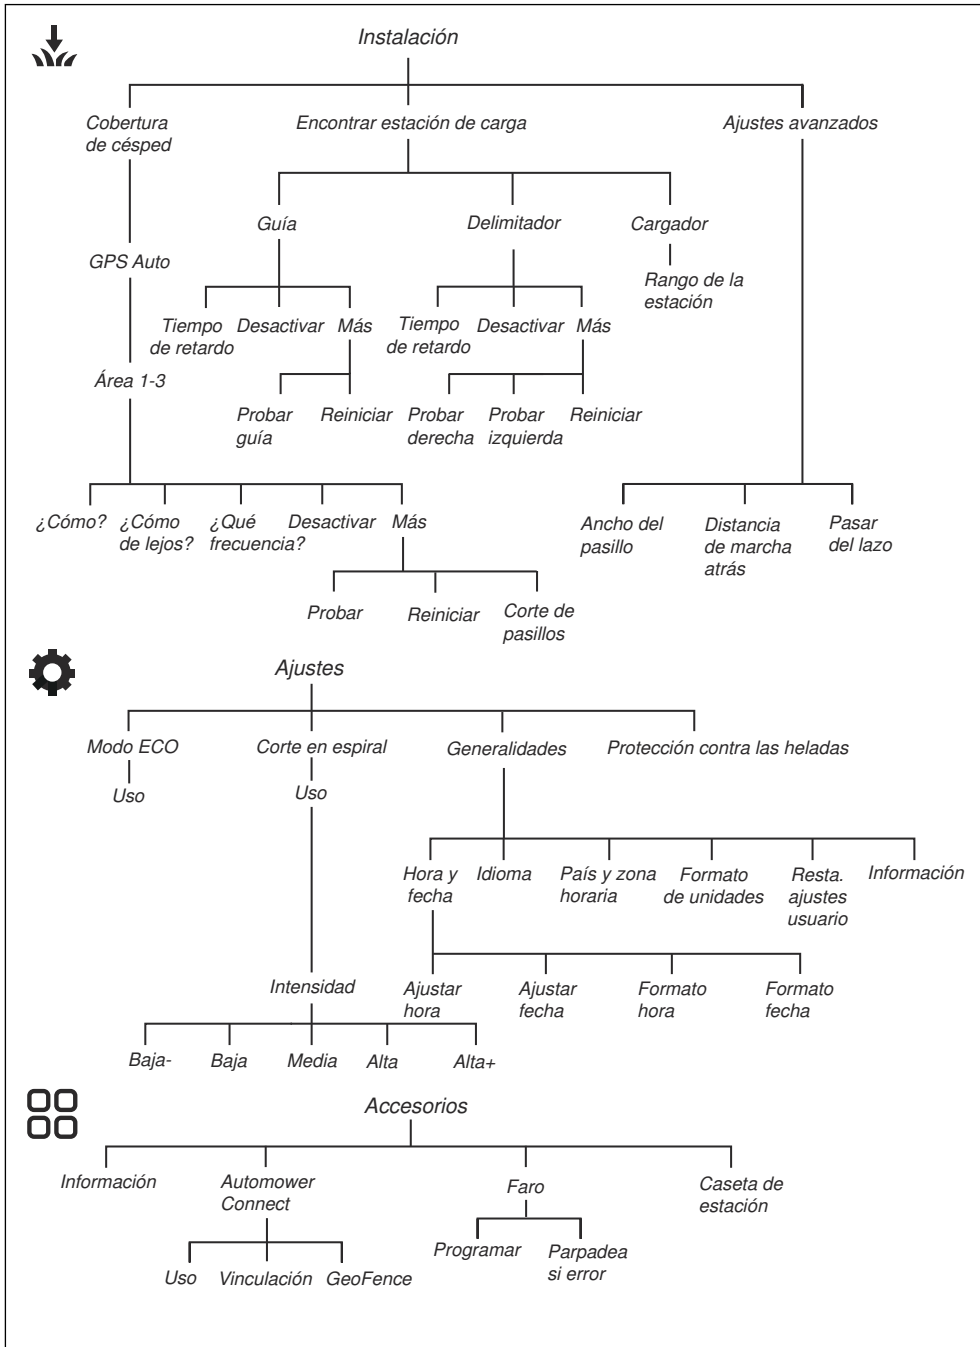 Instalación
Cobertura
de césped
Encontrar estación de carga
Ajustes avanzados
Guía
Delimitador
Cargador
GPS Auto
Rango de la
estación
Tiempo
de retardo
Desactivar
Más
Tiempo
de retardo
Desactivar
Más
Área 1-3
Probar
guía
Reiniciar
Probar
derecha
Probar
izquierda
Reiniciar
¿Cómo?
¿Cómo
de lejos?
¿Qué
frecuencia?
Desactivar
Más
Ancho del
pasillo
Distancia
de marcha
atrás
Pasar
del lazo
Probar
Reiniciar
Corte de
pasillos
Ajustes
Modo ECO
Corte en espiral
Generalidades
Protección contra las heladas
Uso
Uso
Hora y
fecha
Idioma
País y zona
horaria
Formato
de unidades
Resta.
ajustes
usuario
Información
Intensidad
Ajustar
hora
Ajustar
fecha
Formato
hora
Formato
fecha
Baja-
Baja
Media
Alta
Alta+
Accesorios
Información
Automower
Connect
Faro
Caseta de
estación
Uso
Vinculación
GeoFence
Programar
Parpadea
si error